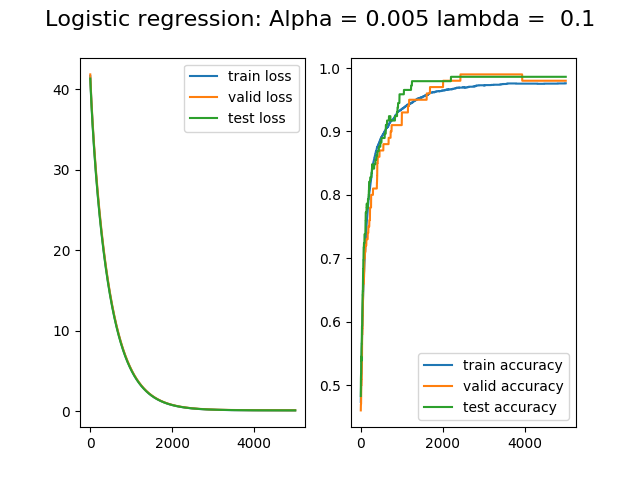 Logistic regression: Alpha = 0.005 lambda =  0.1
40
30
20
10
0
0
2000
4000
train loss
valid loss
test loss
1.0
0.9
0.8
0.7
0.6
0.5
0
2000
4000
train accuracy
valid accuracy
test accuracy